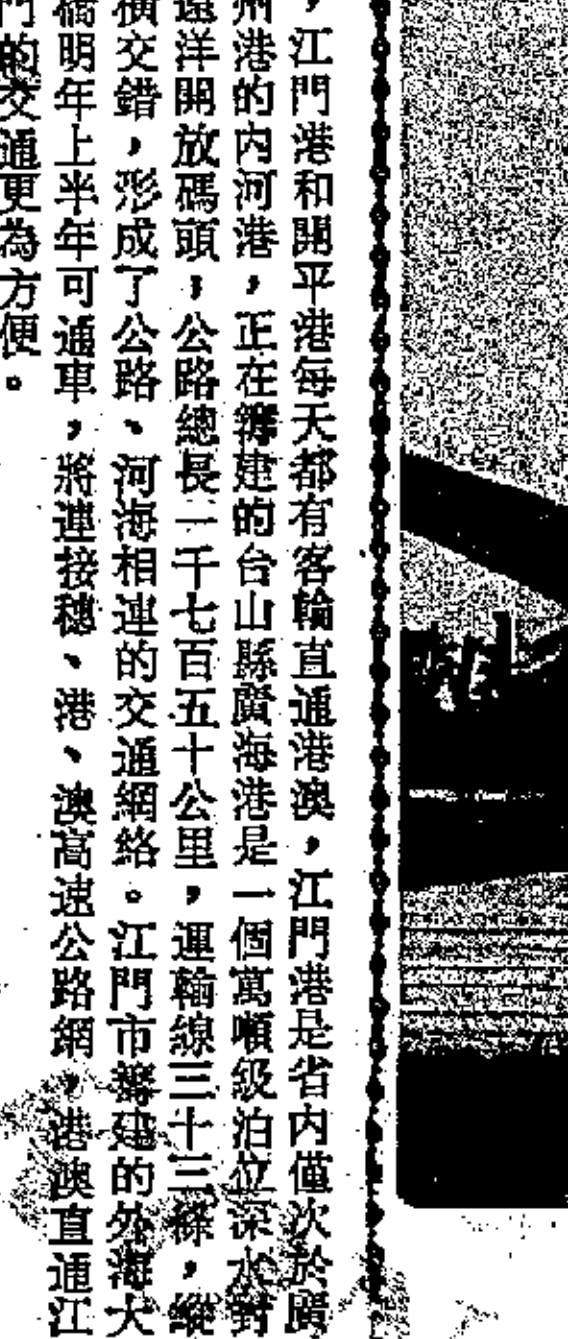 ，江門港和開平港每天都有客輪直通港澳，江門港是省內僅次於廣
州港的內河港，正在籌建的台山縣廣海港是一個萬噸級泊位深水對
遠洋開放碼頭；公路總長一千七百五十公里，運輸線三十三條，縱
橫交錯，形成了公路、河海相連的交通網絡。江門市籌建的外海大
橋明年上半年可通車，將連接穗、港、澳高速公路網，港澳直通江
門的交通更為方便。